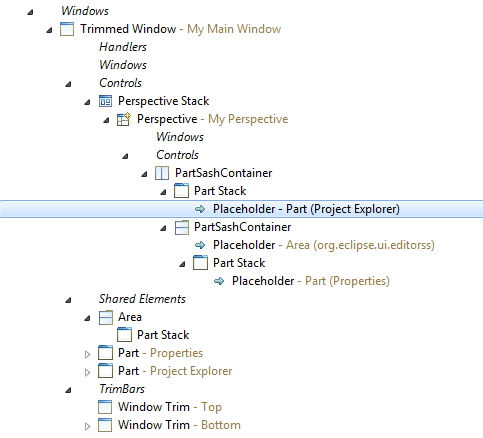 Windows
Trimmed Window - My Main Window
Handlers
Windows
Controls
Perspective Stack
Perspective - My Perspective
Windows
Controls
PartSashContainer
Part Stack
Placeholder - Part (Project Explorer)
PartSashContainer
Placeholder - Area (org.eclipse.ui.editorss)
Part Stack
Placeholder - Part (Properties)
Shared Elements
Area
Part Stack
Part - Properties
Part - Project Explorer
TrimBars
Window Trim - Top
Window Trim - Bottom